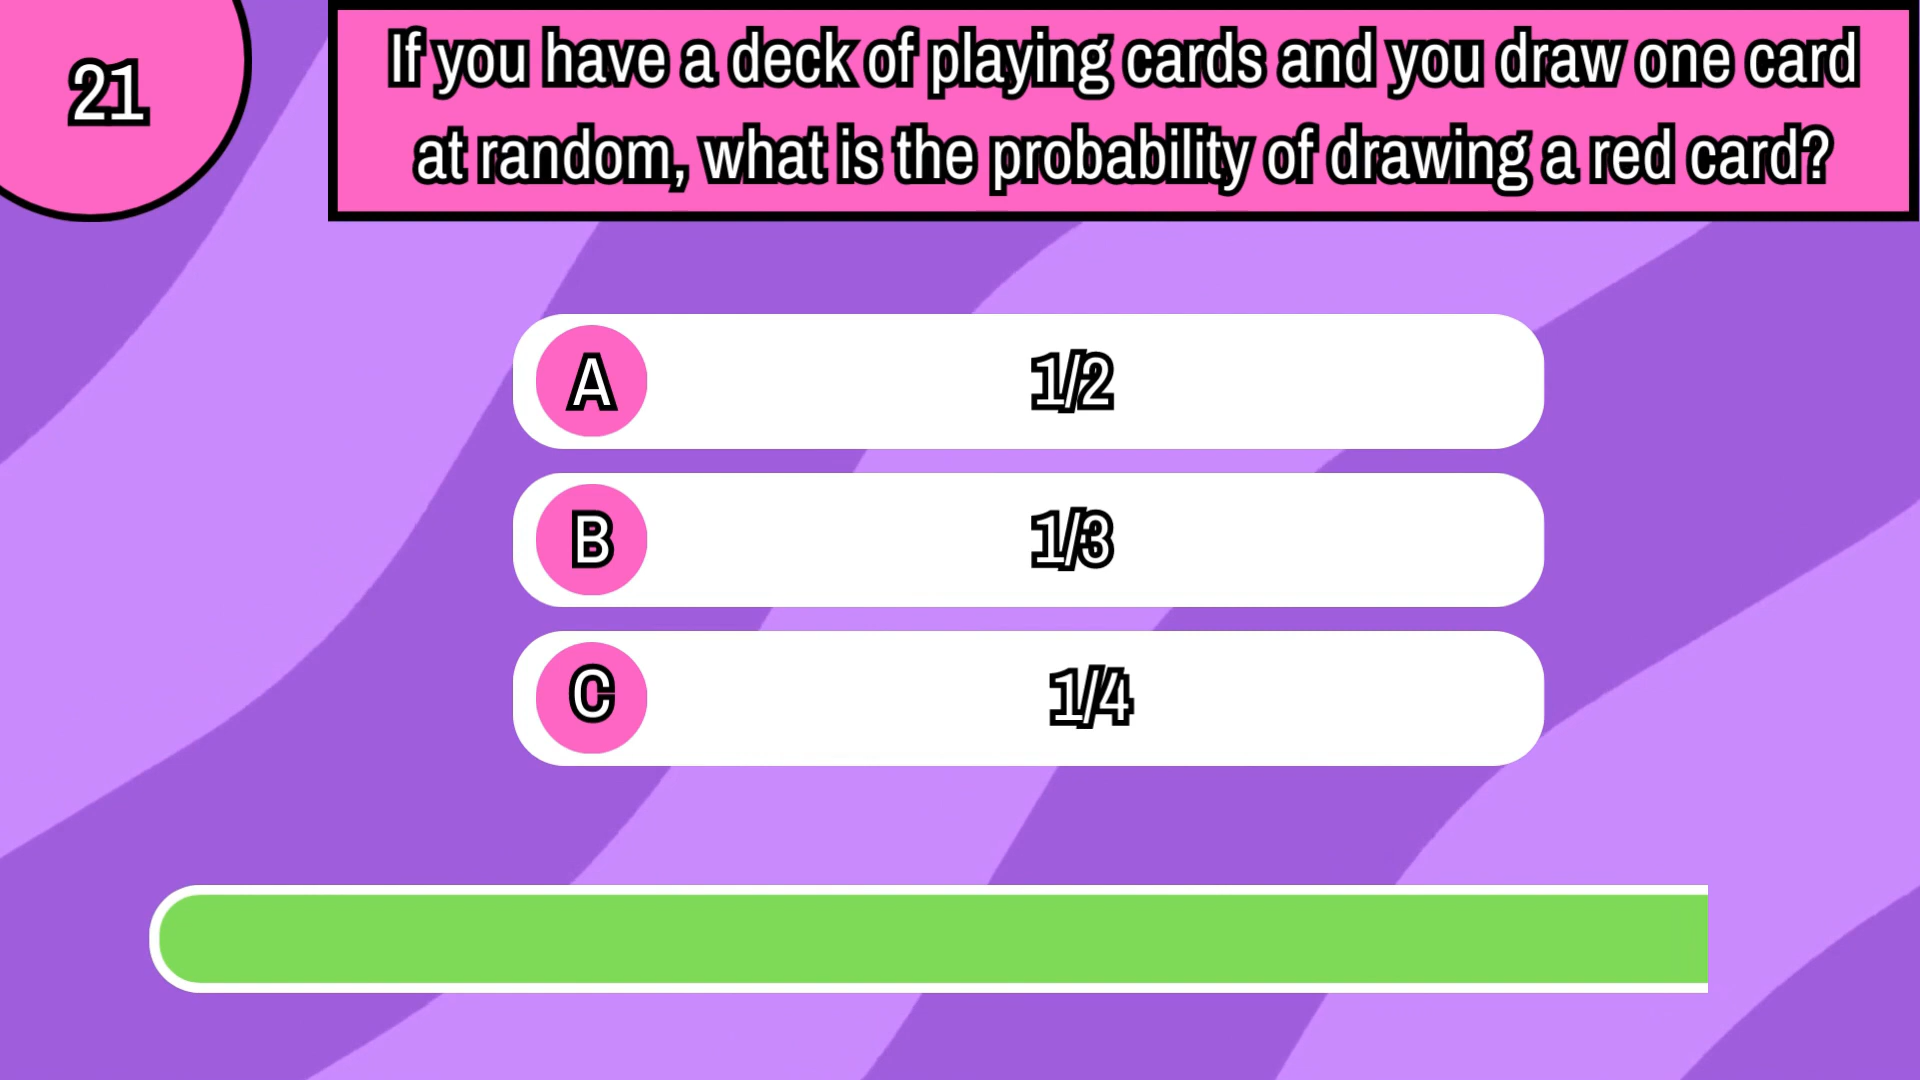 21
If you have a deck of playing cards and you draw one card
at random, what is the probability of drawing a red card?
A 1/2
B 1/3
C 1/4